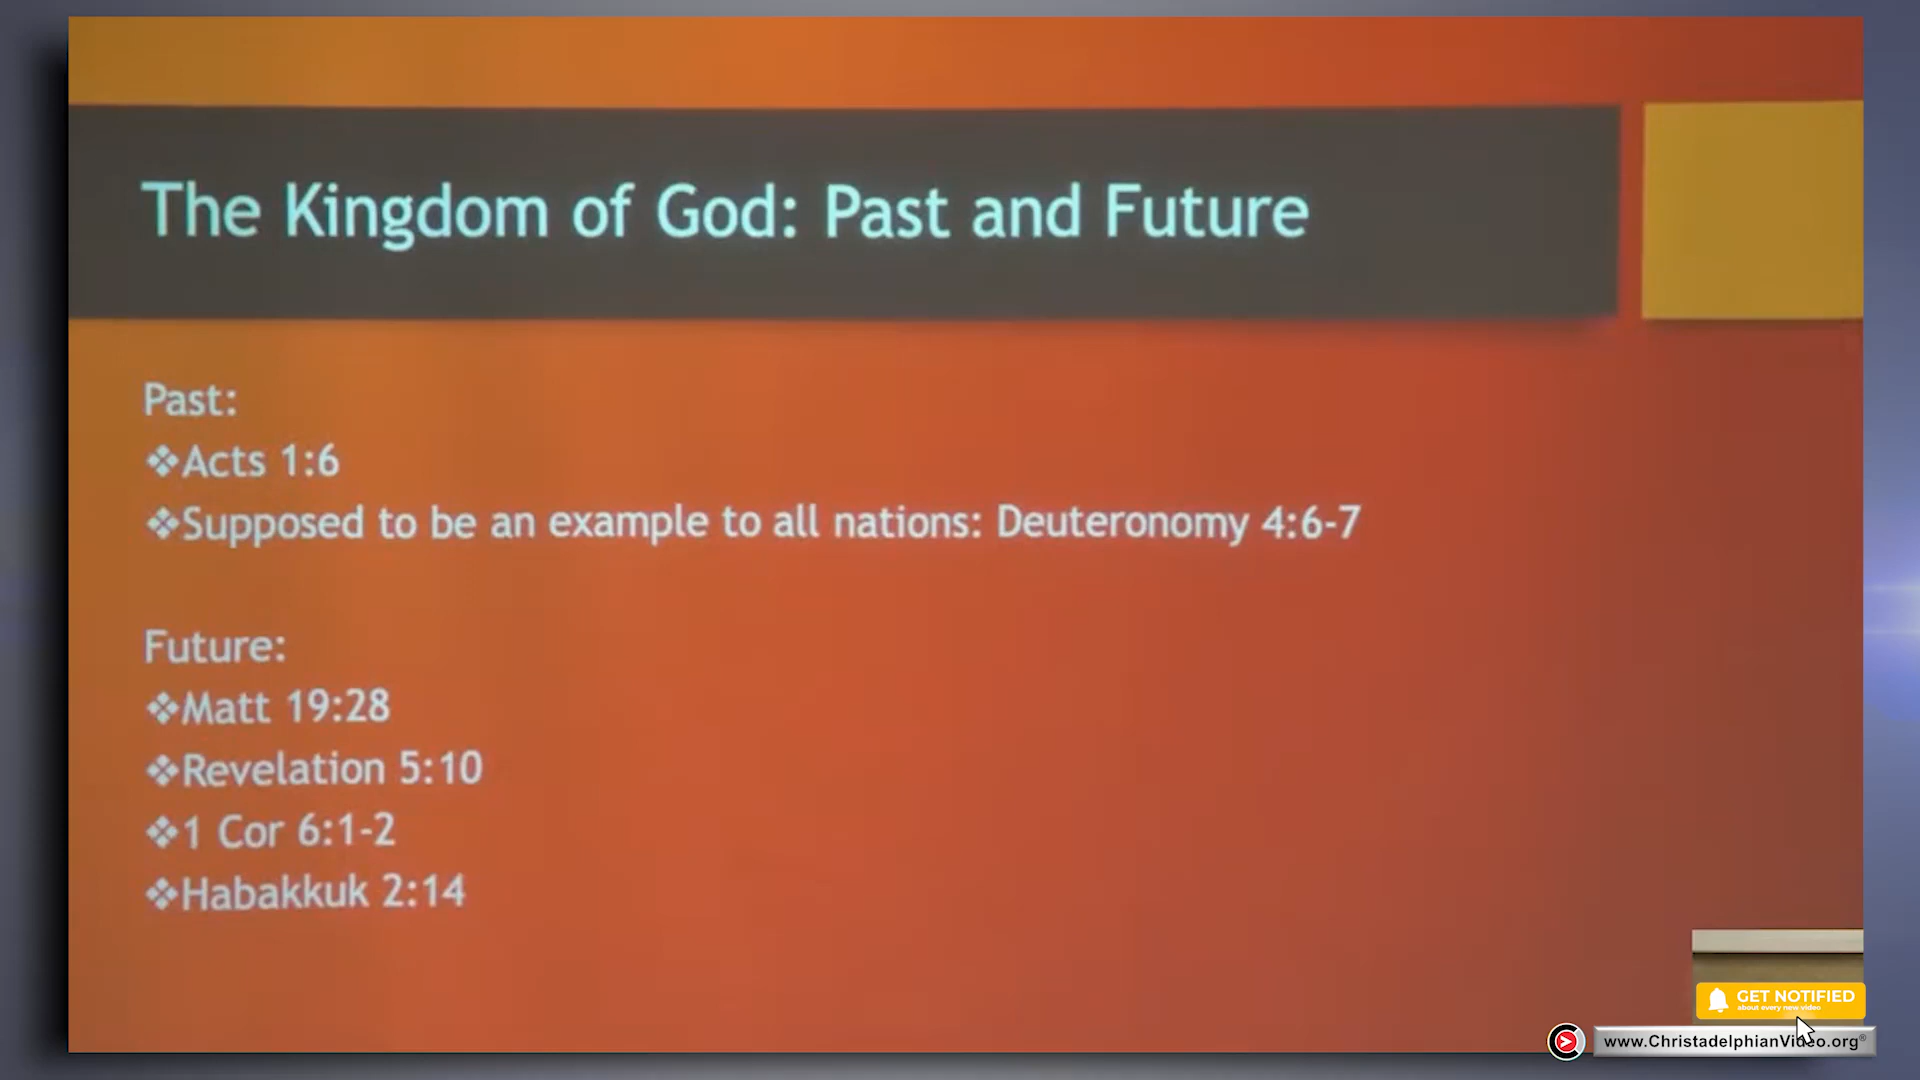 The Kingdom of God: Past and Future
Past:
❖Acts 1:6
❖Supposed to be an example to all nations: Deuteronomy 4:6-7
Future:
❖Matt 19:28
❖Revelation 5:10
❖1 Cor 6:1-2
❖Habakkuk 2:14
GET NOTIFIED
about every new video
www.ChristadelphianVideo.org®